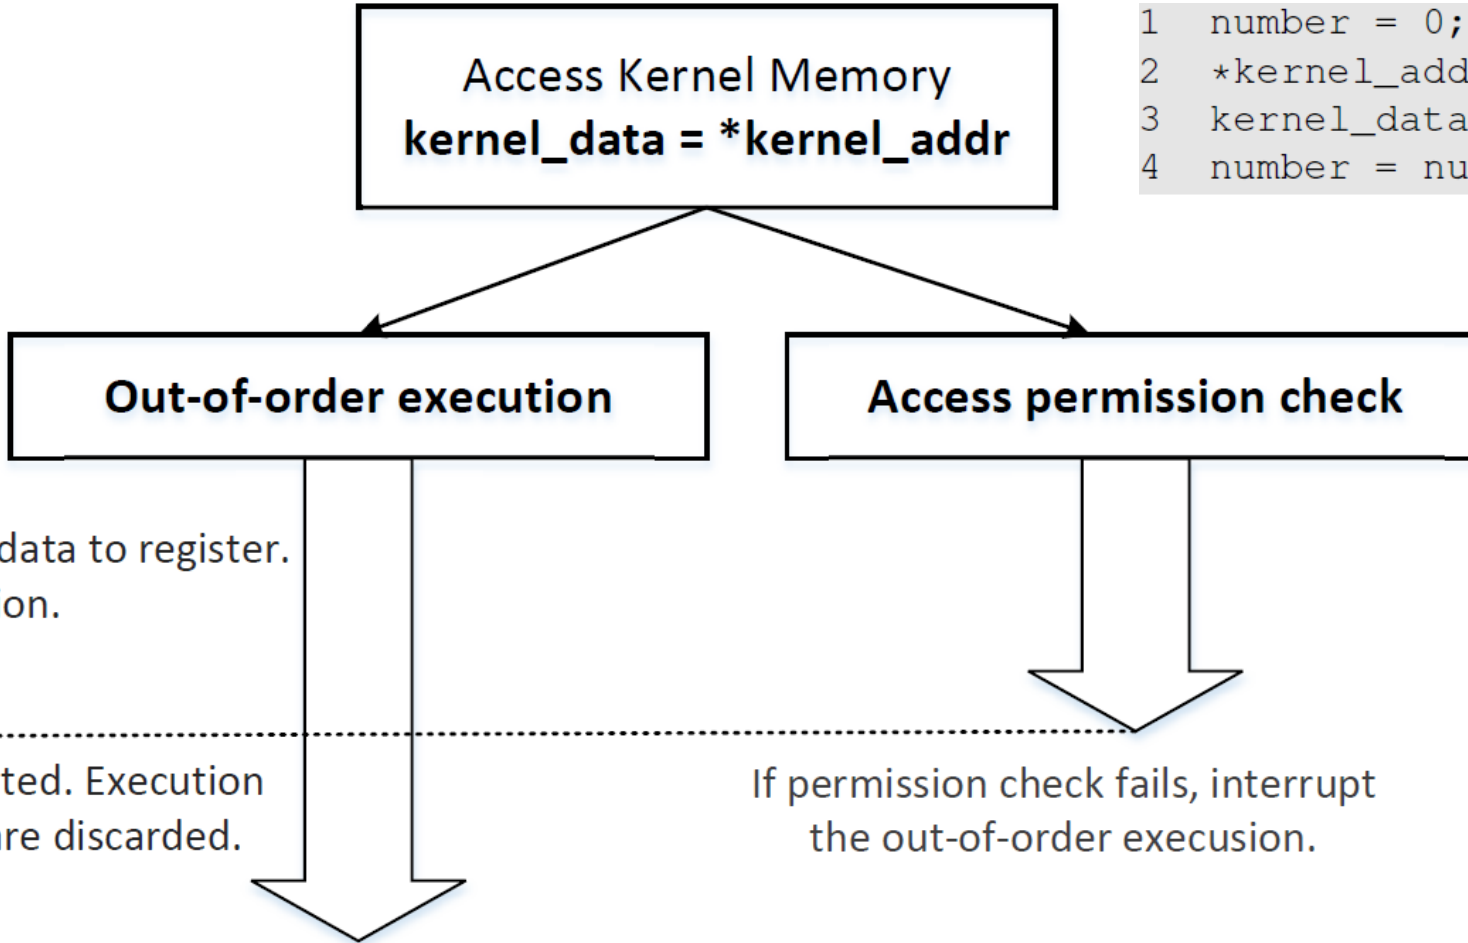 Access Kernel Memory
kernel_data = *kernel_addr
1 number = 0;
2 *kernel_add
3 kernel_data
4 number = nu
Out-of-order execution
Access permission check
data to register.
ion.
ted. Execution
are discarded.
If permission check fails, interrupt
the out-of-order execusion.